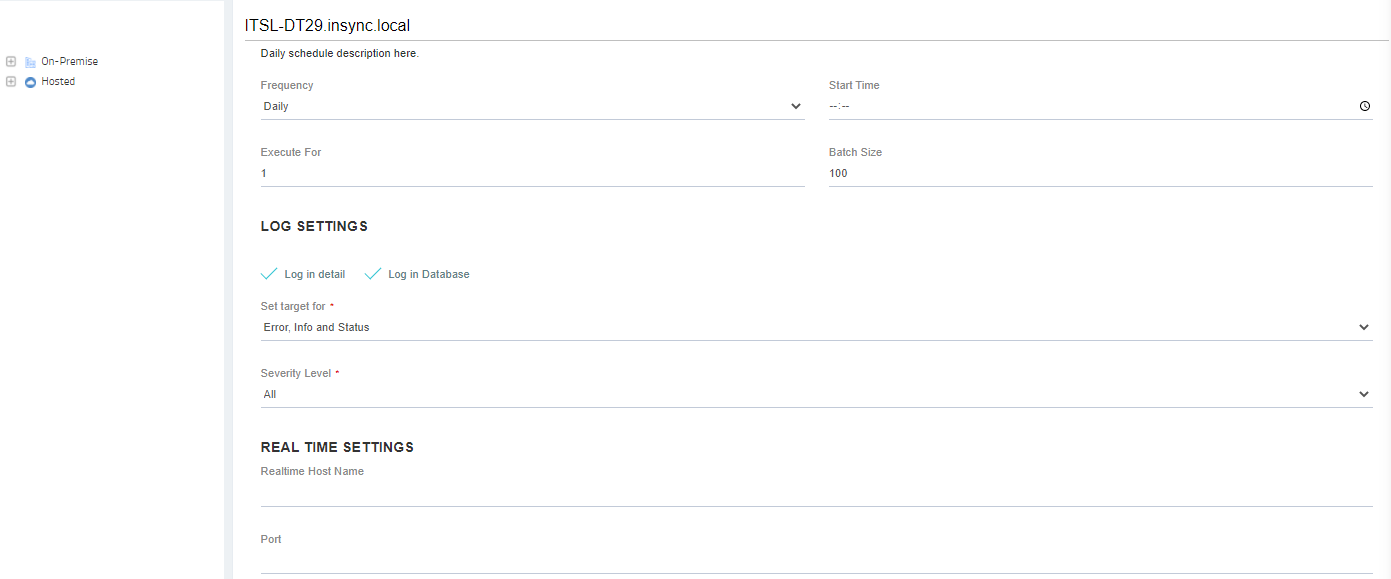 ITSL-DT29.insync.local
On-Premise
Hosted
Daily schedule description here.
Frequency
Daily
Start Time
--:--
Execute For
1
Batch Size
100
LOG SETTINGS
Log in detail
Log in Database
Set target for *
Error, Info and Status
Severity Level *
All
REAL TIME SETTINGS
Realtime Host Name
Port